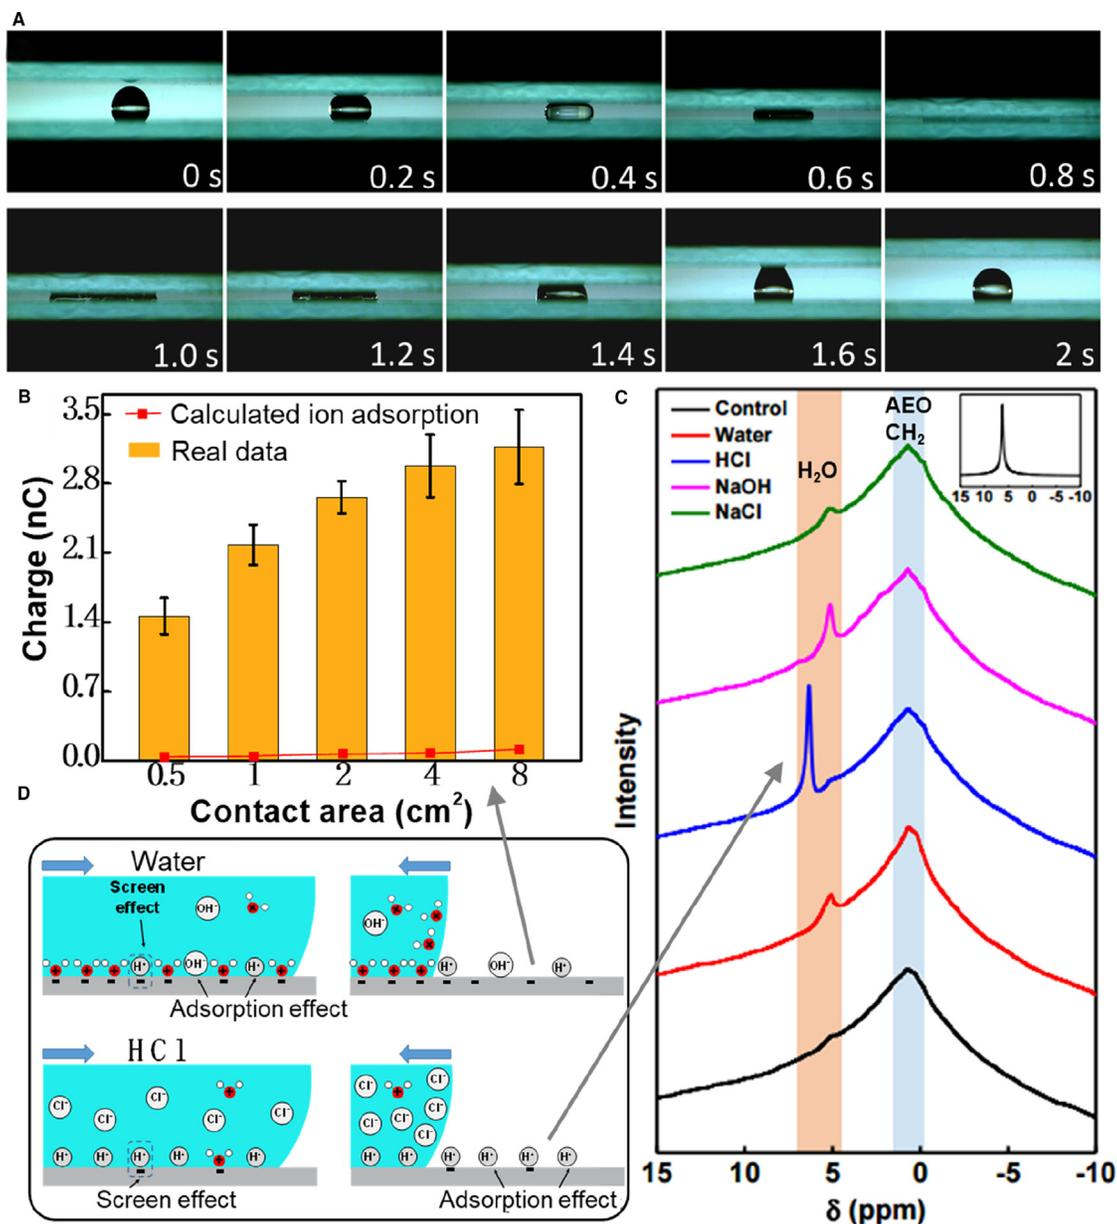 A
0 s
0.2 s
0.4 s
0.6 s
0.8 s
1.0 s
1.2 s
1.4 s
1.6 s
2 s
B
3.5
2.8
2.1
1.4
0.7
0.0
Charge (nC)
Calculated ion adsorption
Real data
0.5
1
2
4
8
Contact area (cm²)
C
Control
Water
HCl
NaOH
NaCl
H₂O
AEO
CH₂
15 10 5 0 -5 -10
Intensity
15 10 5 0 -5 -10
δ (ppm)
D
Water
Screen
effect
OH⁻
H⁺
OH⁻
H⁺
Adsorption effect
OH⁻
H⁺
OH⁻
H⁺
HCl
Cl⁻
Cl⁻
Cl⁻
Cl⁻
Cl⁻
H⁺
H⁺
H⁺
H⁺
H⁺
Screen effect
Cl⁻
Cl⁻
Cl⁻
Cl⁻
Cl⁻
Cl⁻
H⁺
H⁺
H⁺
H⁺
H⁺
H⁺
Adsorption effect